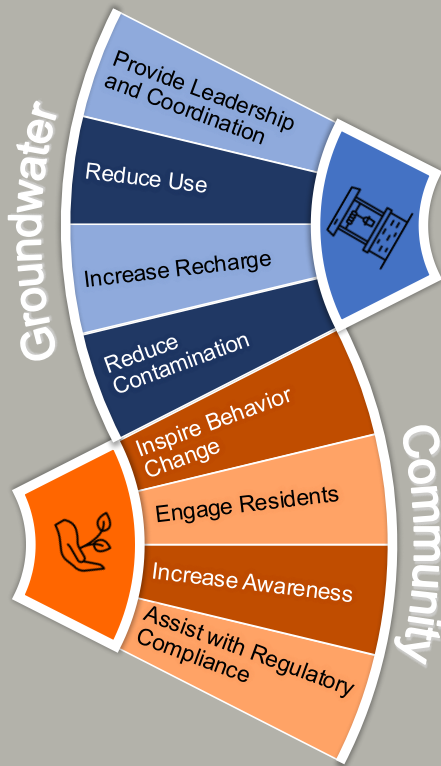 Groundwater
Provide Leadership
and Coordination
Reduce Use
Increase Recharge
Reduce
Contamination
Community
Inspire Behavior
Change
Engage Residents
Increase Awareness
Assist with Regulatory
Compliance